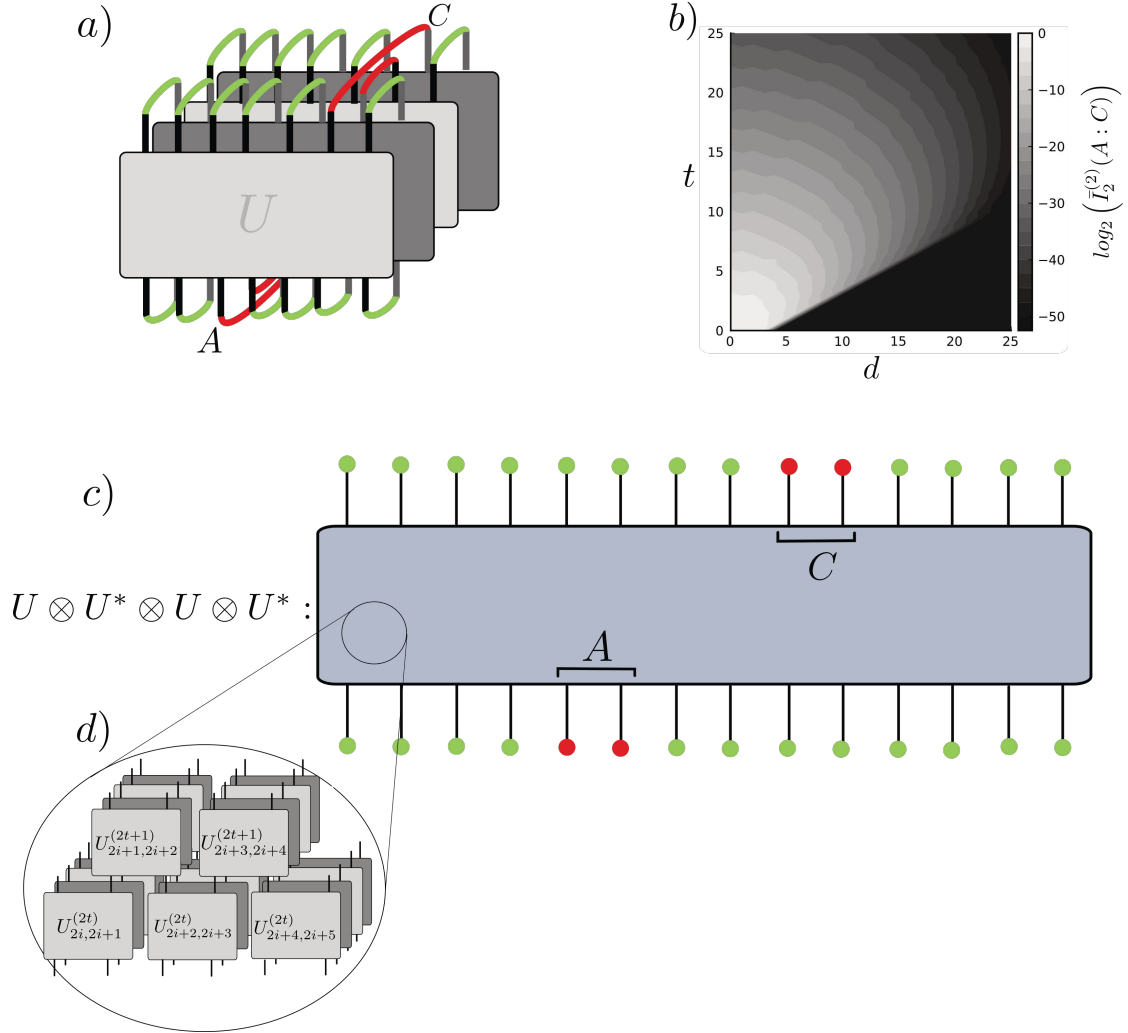 a)
C
U
A
b)
25
20
15
10
5
0
t
0 5 10 15 20 25
d
0
−10
−20
−30
−40
−50
log₂ ( Ī₂⁽²⁾(A : C) )
c)
C
U ⊗ U* ⊗ U ⊗ U* :
A
d)
U^{(2t+1)}_{2i+1,2i+2} U^{(2t+1)}_{2i+3,2i+4}
U^{(2t)}_{2i,2i+1} U^{(2t)}_{2i+2,2i+3} U^{(2t)}_{2i+4,2i+5}